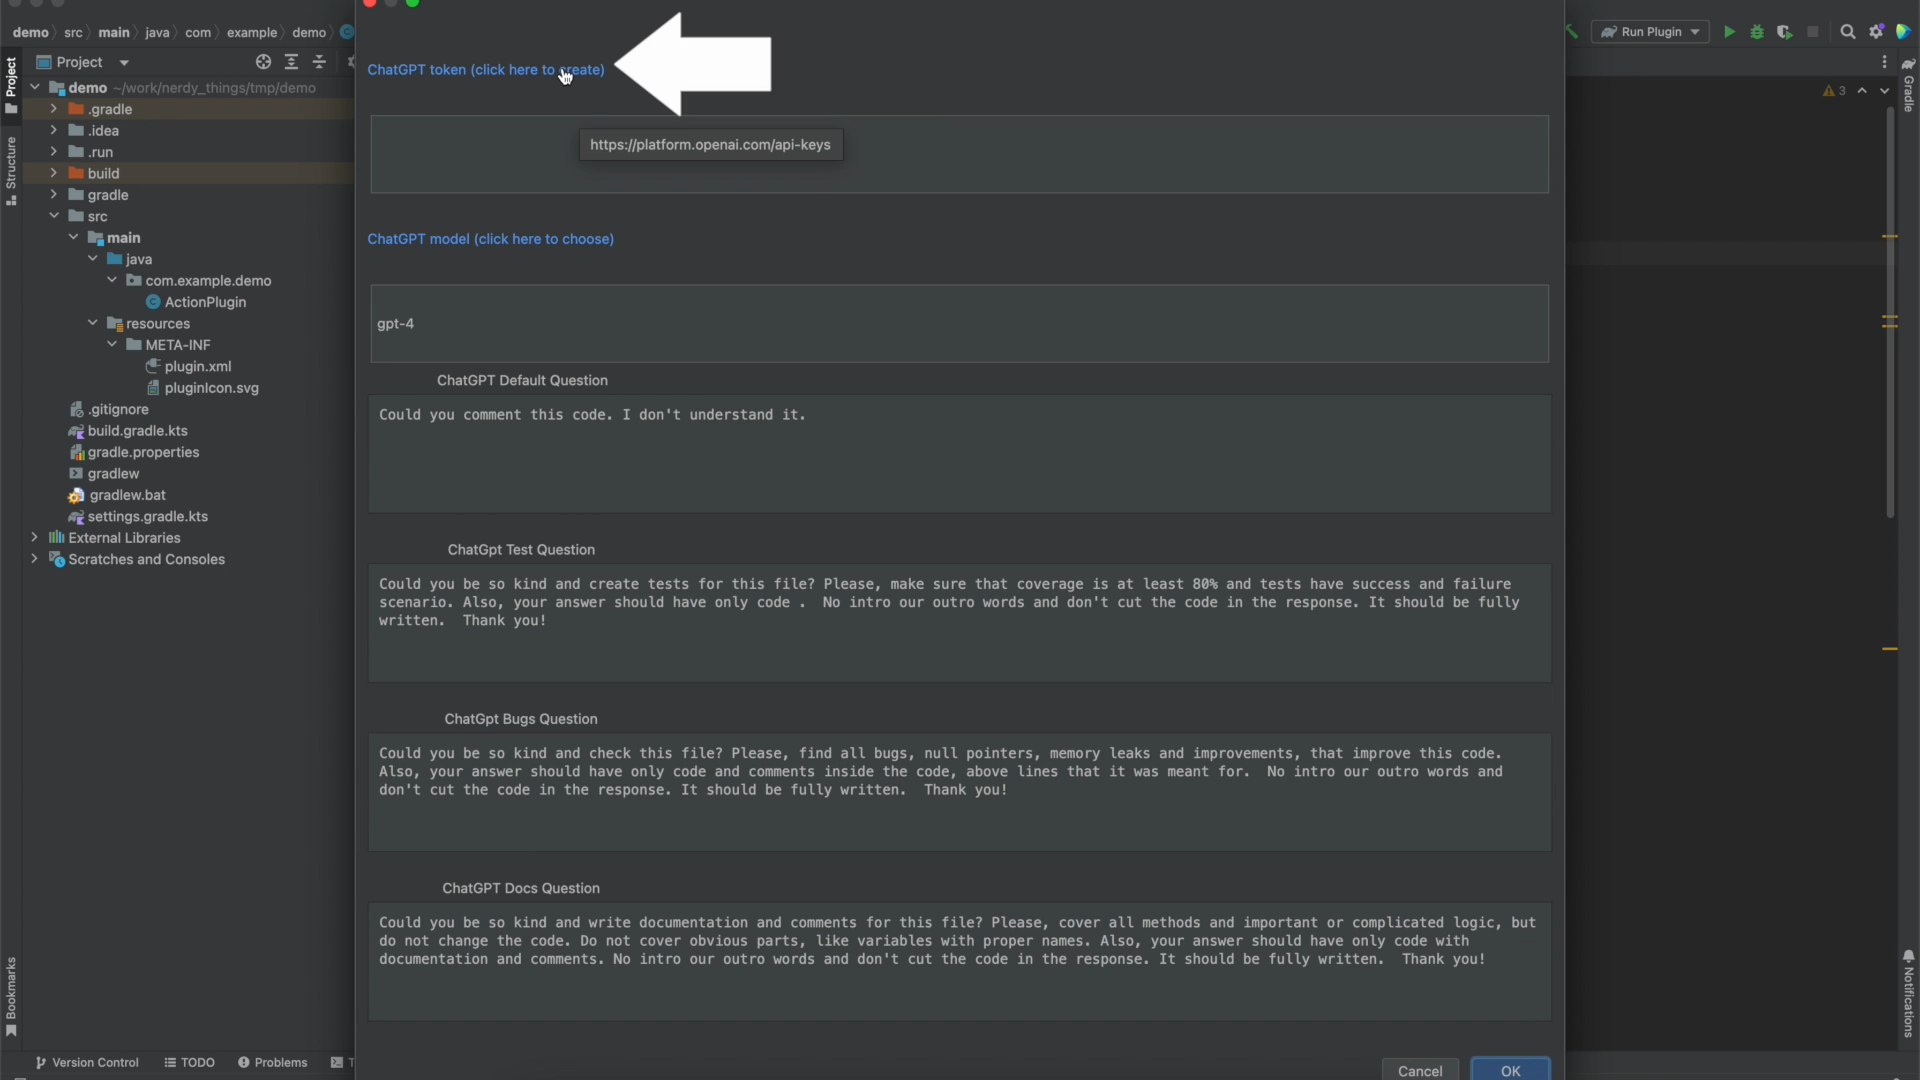 demo src main java com example demo
Run Plugin
Project
Project
ChatGPT token (click here to create)
demo ~/work/nerdy_things/tmp/demo
3
Gradle
.gradle
.idea
https://platform.openai.com/api-keys
Structure
.run
build
gradle
src
main
ChatGPT model (click here to choose)
java
com.example.demo
ActionPlugin
resources
gpt-4
META-INF
plugin.xml
pluginIcon.svg
ChatGPT Default Question
.gitignore
Could you comment this code. I don't understand it.
build.gradle.kts
gradle.properties
gradlew
gradlew.bat
settings.gradle.kts
External Libraries
Scratches and Consoles
ChatGpt Test Question
Could you be so kind and create tests for this file? Please, make sure that coverage is at least 80% and tests have success and failure
scenario. Also, your answer should have only code . No intro our outro words and don't cut the code in the response. It should be fully
written. Thank you!
ChatGpt Bugs Question
Could you be so kind and check this file? Please, find all bugs, null pointers, memory leaks and improvements, that improve this code.
Also, your answer should have only code and comments inside the code, above lines that it was meant for. No intro our outro words and
don't cut the code in the response. It should be fully written. Thank you!
ChatGPT Docs Question
Could you be so kind and write documentation and comments for this file? Please, cover all methods and important or complicated logic, but
do not change the code. Do not cover obvious parts, like variables with proper names. Also, your answer should have only code with
documentation and comments. No intro our outro words and don't cut the code in the response. It should be fully written. Thank you!
Bookmarks
Notifications
Version Control TODO Problems T
Cancel OK